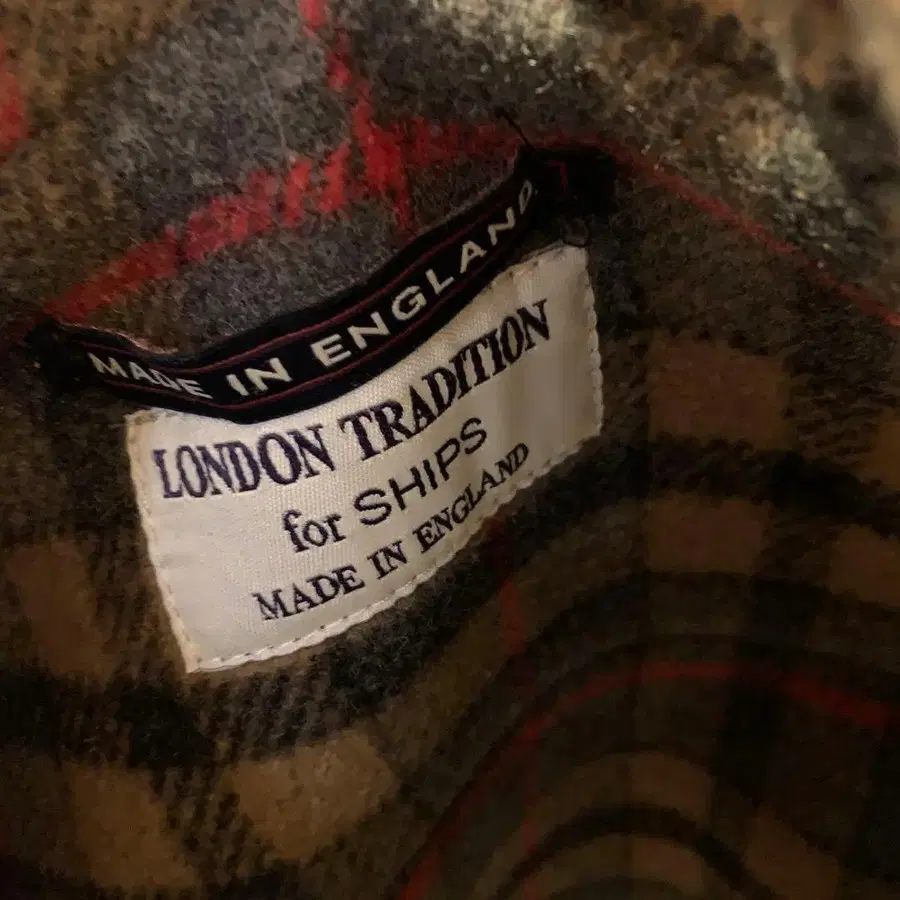 MADE IN ENGLAND.
LONDON TRADITION
for SHIPS
MADE IN ENGLAND